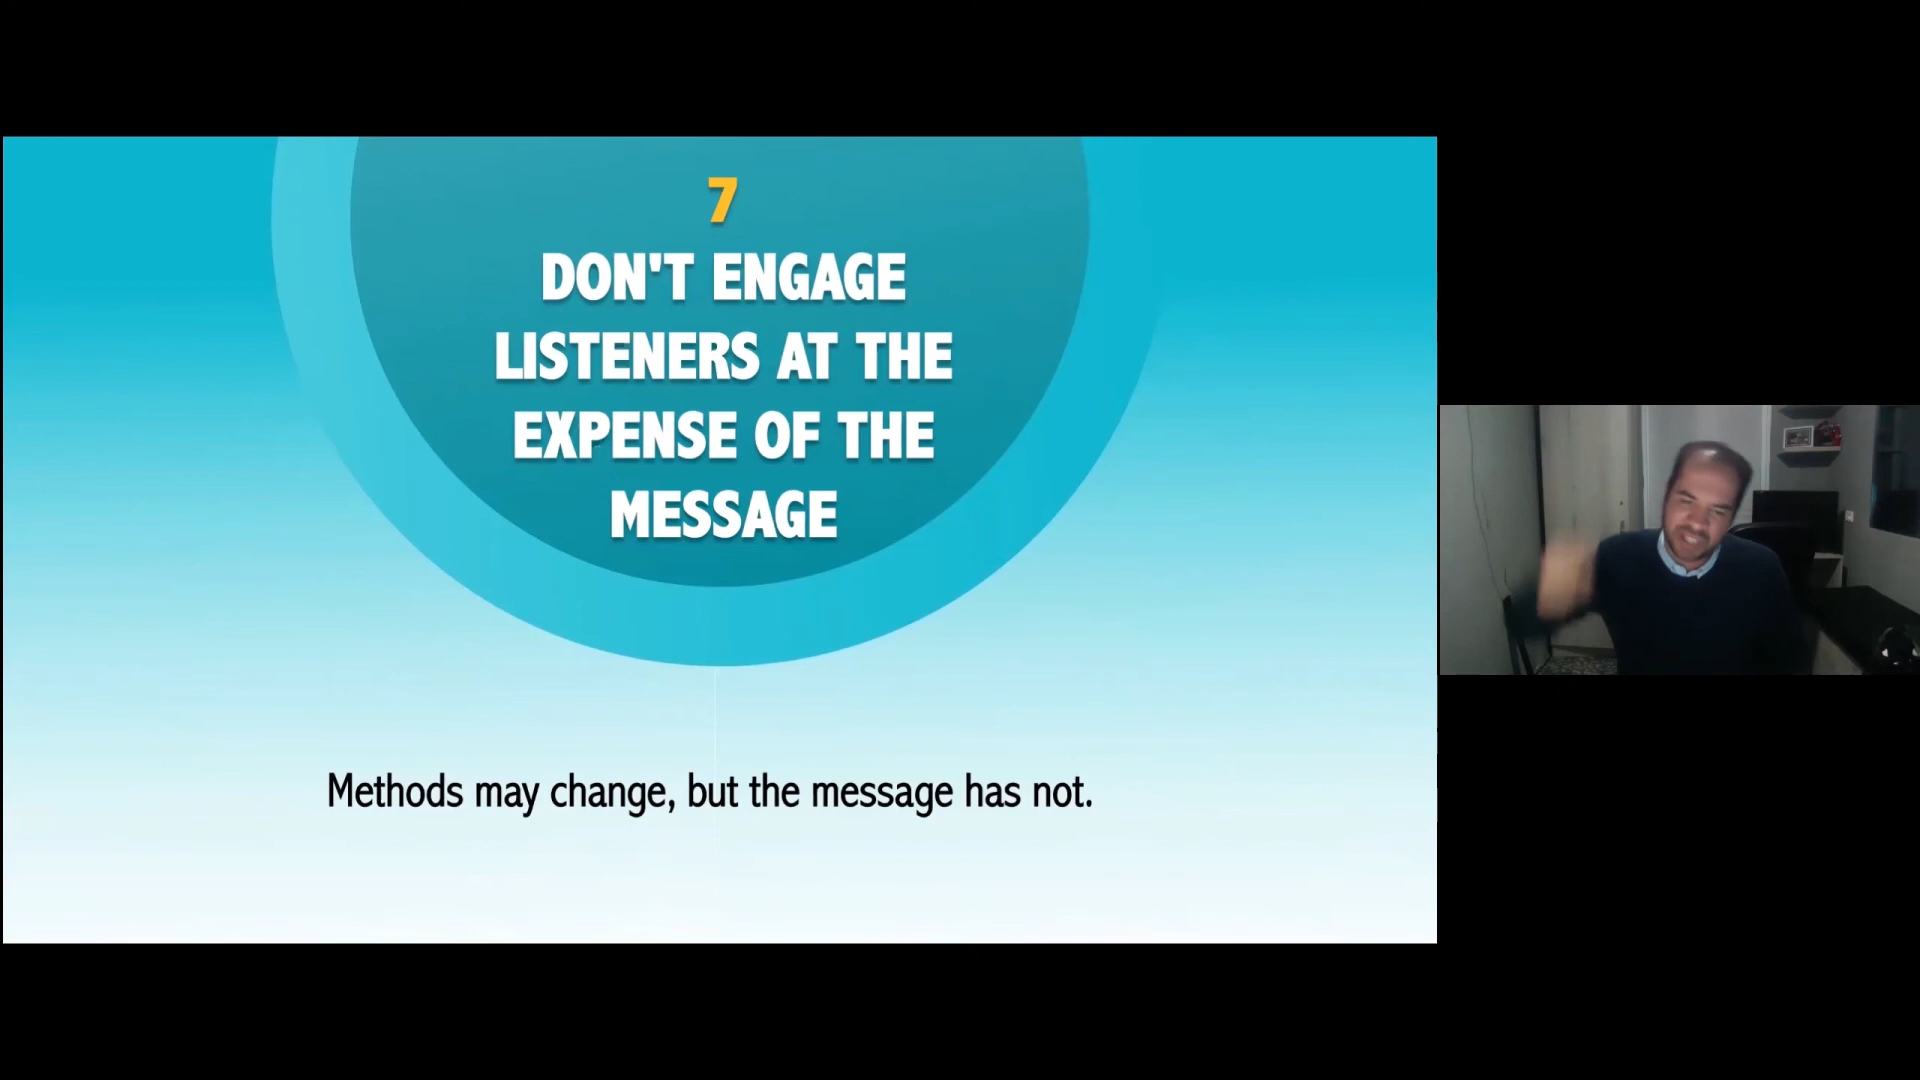 7
DON'T ENGAGE
LISTENERS AT THE
EXPENSE OF THE
MESSAGE
Methods may change, but the message has not.